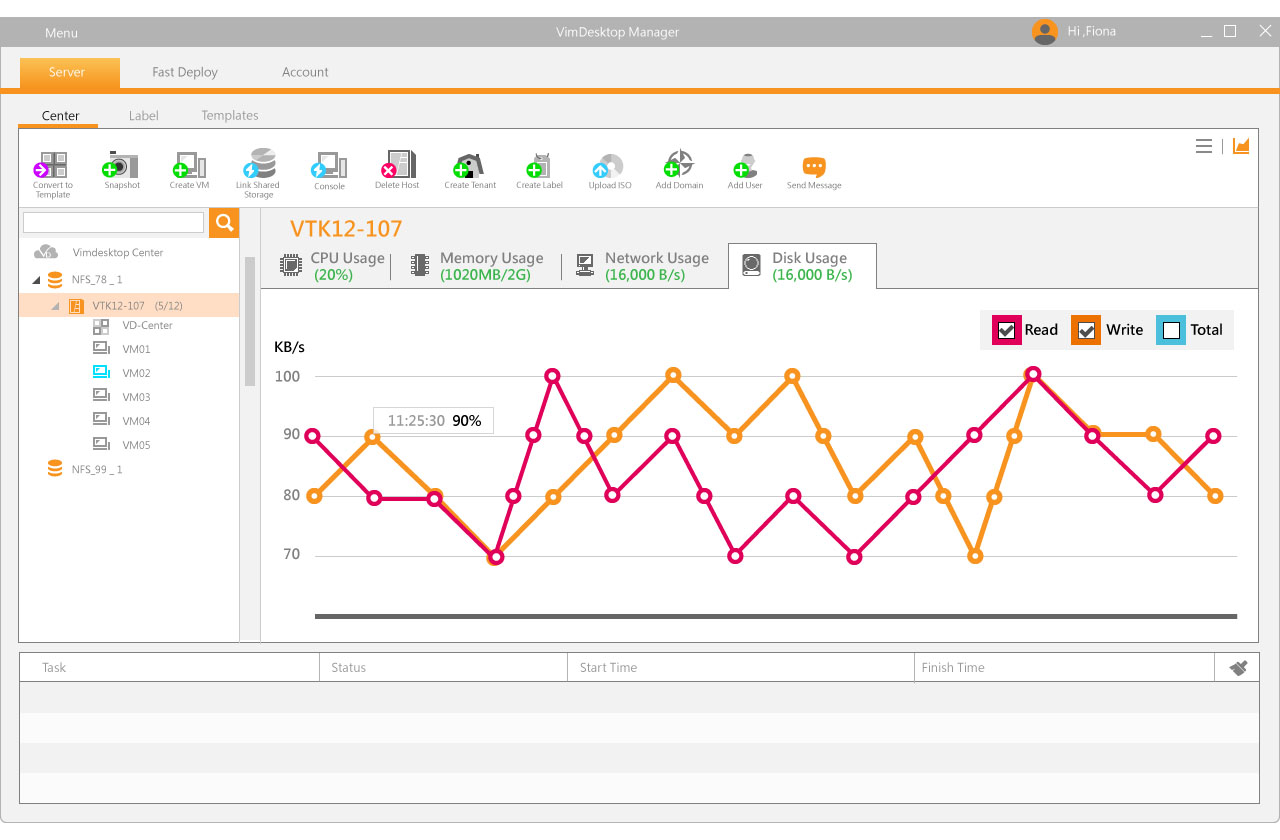 Menu VimDesktop Manager Hi ,Fiona
Server Fast Deploy Account
Center Label Templates
Convert to
Template
Snapshot
Create VM
Link Shared
Storage
Console
Delete Host
Create Tenant
Create Label
Upload ISO
Add Domain
Add User
Send Message
Vimdesktop Center
NFS_78 _ 1
VTK12-107 (5/12)
VD-Center
VM01
VM02
VM03
VM04
VM05
NFS_99 _ 1
VTK12-107
CPU Usage
(20%)
Memory Usage
(1020MB/2G)
Network Usage
(16,000 B/s)
Disk Usage
(16,000 B/s)
Read Write Total
KB/s
100
11:25:30 90%
90
80
70
Task Status Start Time Finish Time